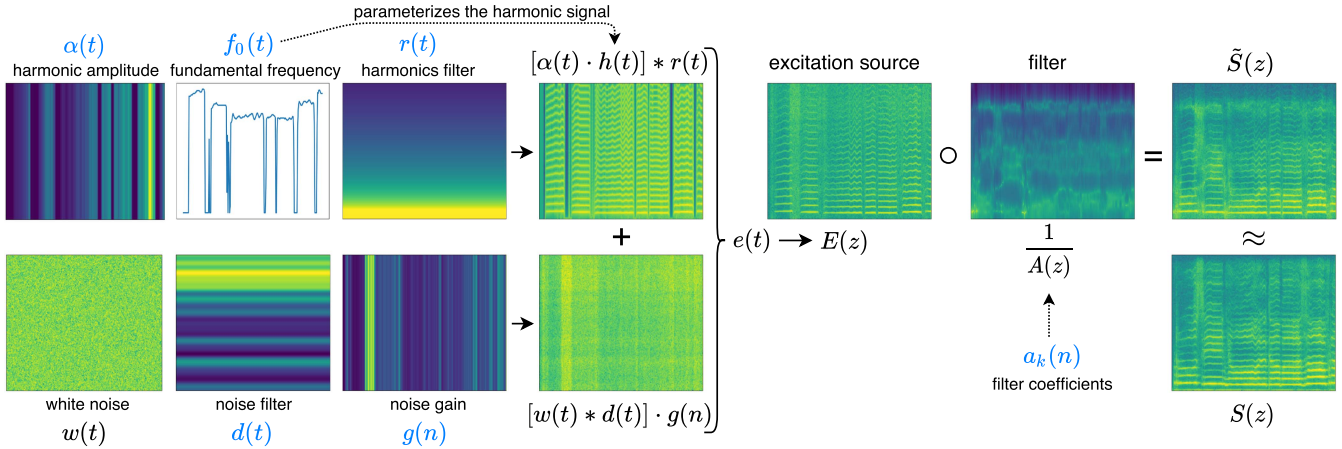 parameterizes the harmonic signal
α(t) f₀(t) r(t) [α(t) · h(t)] ∗ r(t)
harmonic amplitude fundamental frequency harmonics filter
excitation source filter S̃(z)
○ =
+ e(t) → E(z) 1/A(z) ≈
white noise noise filter noise gain [w(t) ∗ d(t)] · g(n)
w(t) d(t) g(n)
aₖ(n)
filter coefficients
S(z)